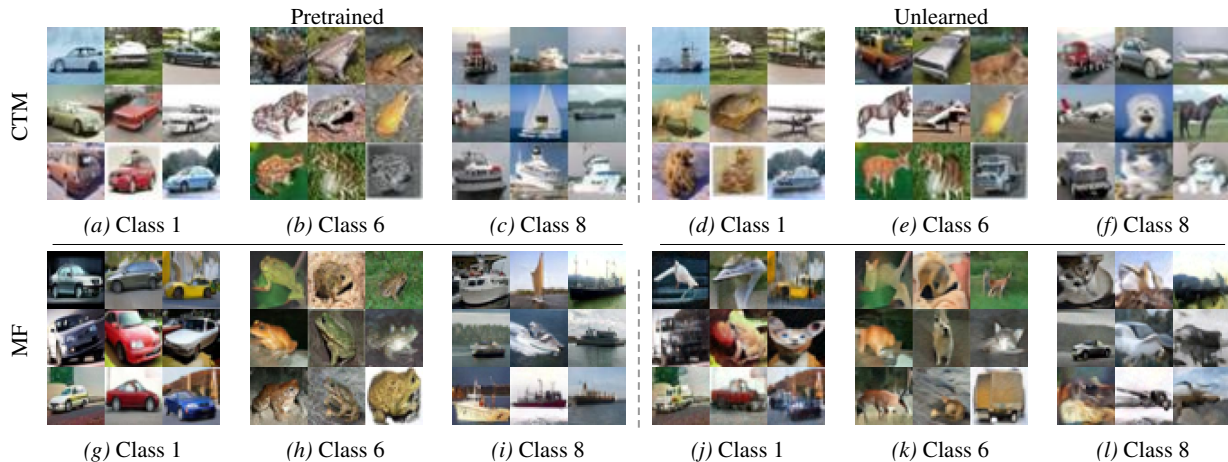 Pretrained Unlearned
CTM
(a) Class 1 (b) Class 6 (c) Class 8 (d) Class 1 (e) Class 6 (f) Class 8
MF
(g) Class 1 (h) Class 6 (i) Class 8 (j) Class 1 (k) Class 6 (l) Class 8